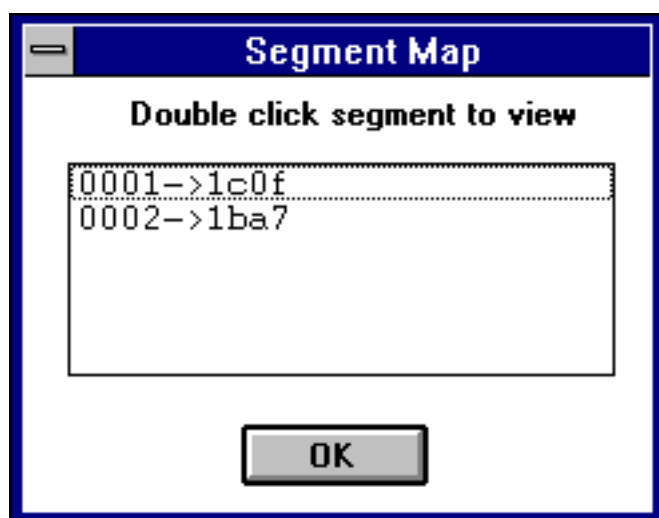 Segment Map
Double click segment to view
0001->1c0f
0002->1ba7
OK